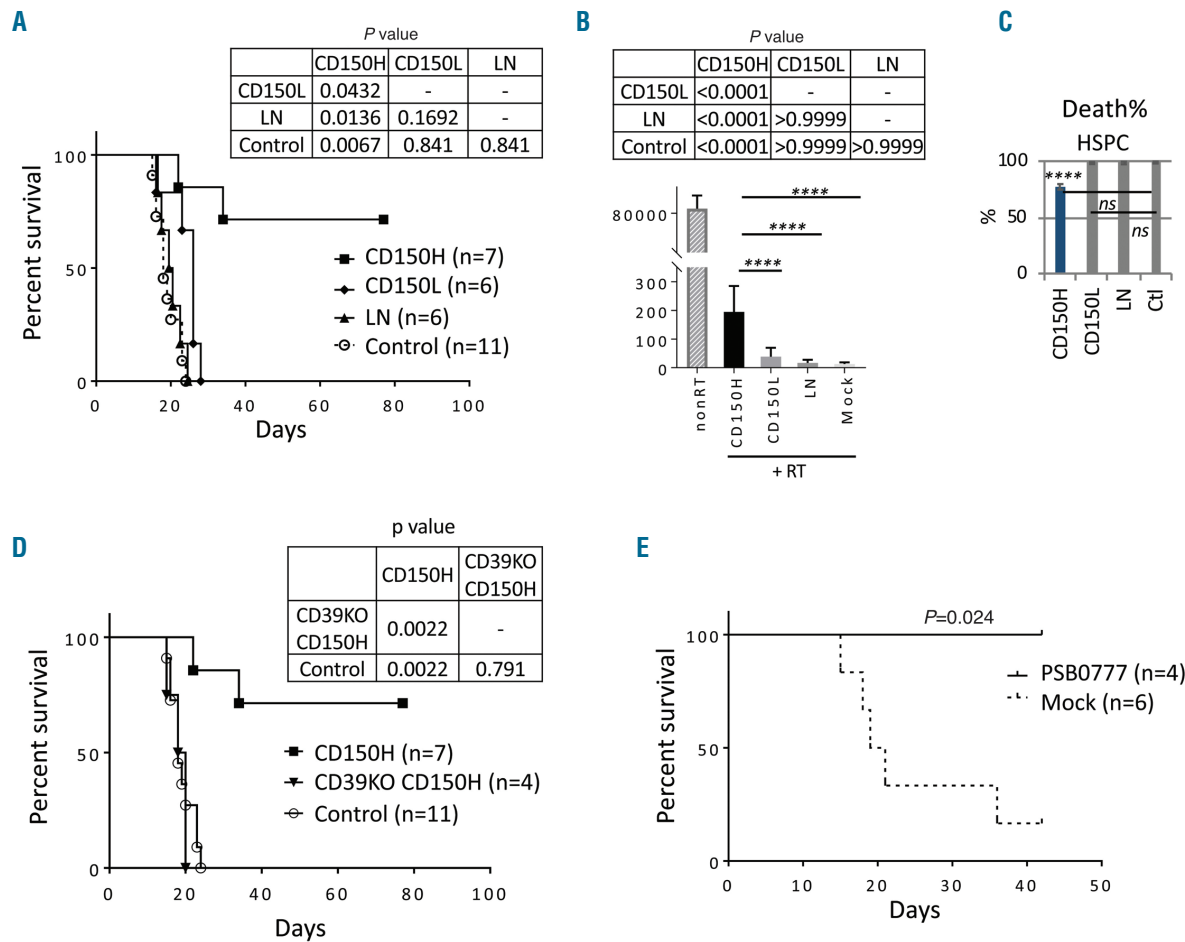 A
P value
CD150H CD150L LN
CD150L 0.0432 - -
LN 0.0136 0.1692 -
Control 0.0067 0.841 0.841
Percent survival
100
50
0
0 20 40 60 80 100
Days
CD150H (n=7)
CD150L (n=6)
LN (n=6)
Control (n=11)
B
P value
CD150H CD150L LN
CD150L <0.0001 - -
LN <0.0001 >0.9999 -
Control <0.0001 >0.9999 >0.9999
****
****
****
80000
300
200
100
0
nonRT
CD150H
CD150L
LN
Mock
+ RT
C
Death%
HSPC
100
50
0
%
****
ns
ns
CD150H
CD150L
LN
Ctl
D
p value
CD150H CD39KO
CD150H
CD39KO
CD150H
0.0022 -
Control 0.0022 0.791
Percent survival
100
50
0
0 20 40 60 80 100
Days
CD150H (n=7)
CD39KO CD150H (n=4)
Control (n=11)
E
P=0.024
Percent survival
100
50
0
0 10 20 30 40 50
Days
PSB0777 (n=4)
Mock (n=6)